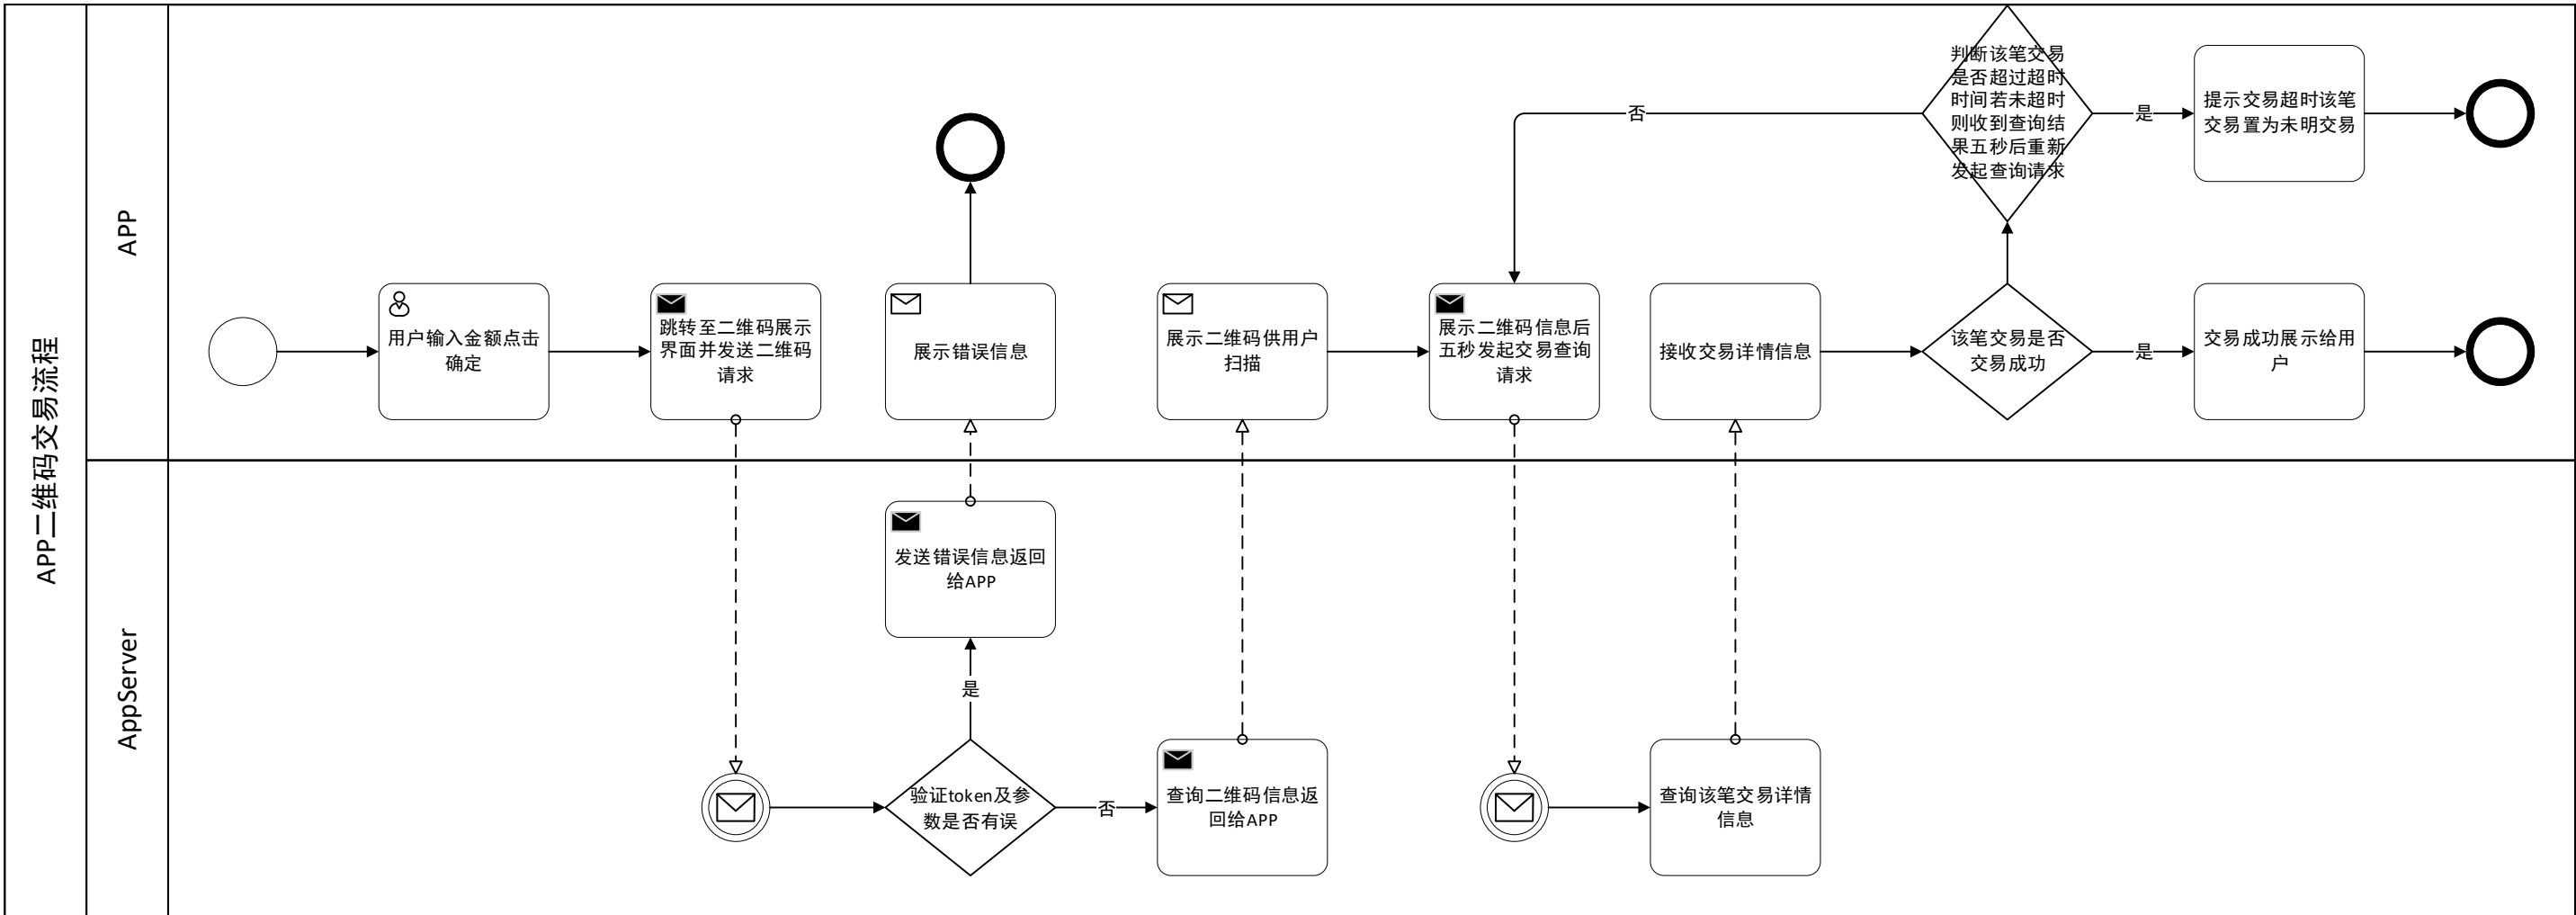 APP二维码交易流程
APP
用户输入金额点击
确定
跳转至二维码展示
界面并发送二维码
请求
展示错误信息
展示二维码供用户
扫描
否
展示二维码信息后
五秒发起交易查询
请求
接收交易详情信息
判断该笔交易
是否超过超时
时间若未超时
则收到查询结
果五秒后重新
发起查询请求
是
提示交易超时该笔
交易置为未明交易
该笔交易是否
交易成功
是
交易成功展示给用
户
AppServer
发送错误信息返回
给APP
是
验证token及参
数是否有误
否
查询二维码信息返
回给APP
查询该笔交易详情
信息